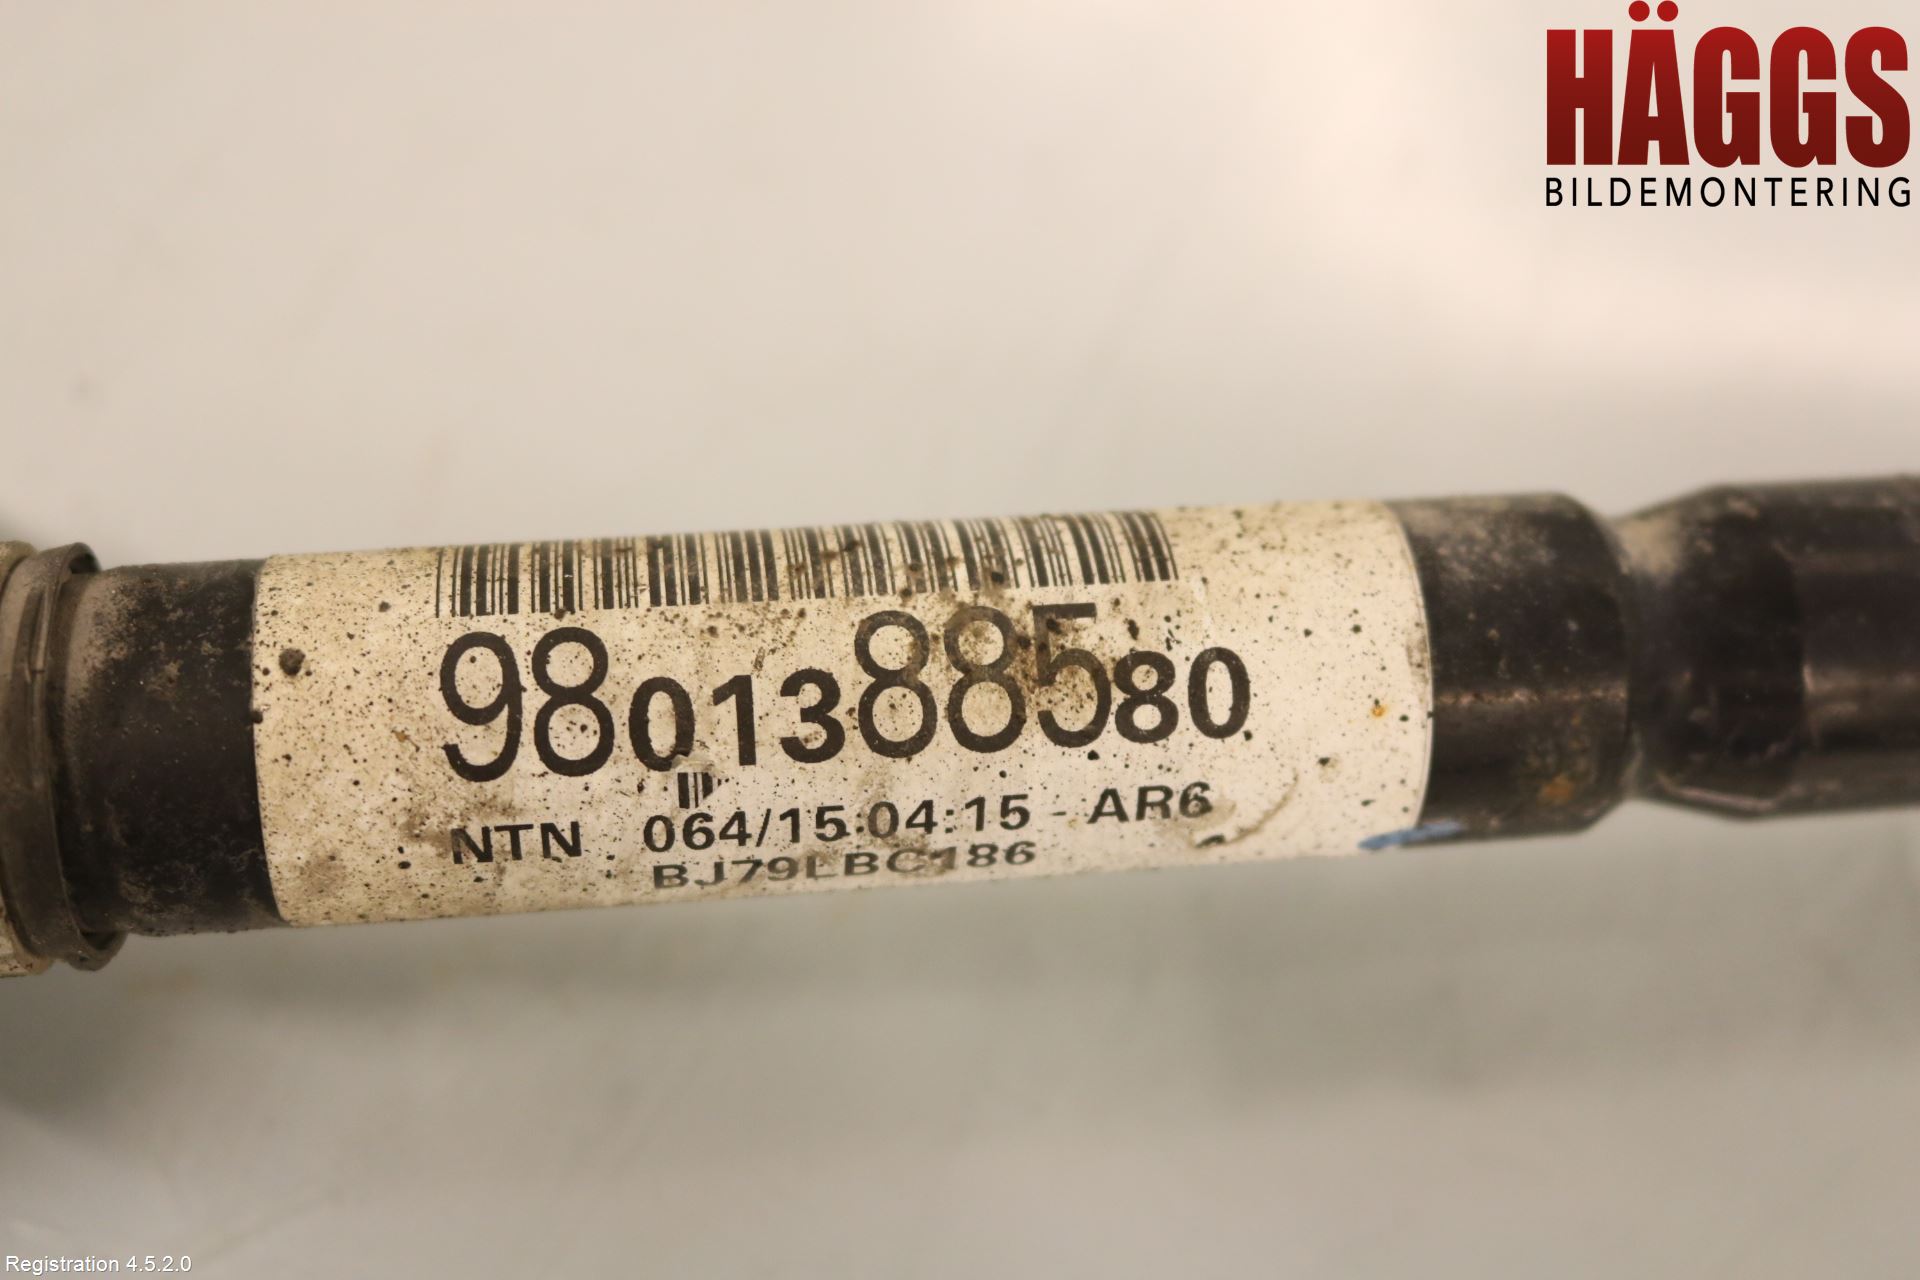 HÄGGS
BILDEMONTERING
9801388580
NTN 064/15:04:15 - AR6
BJ79LBC186
Registration 4.5.2.0